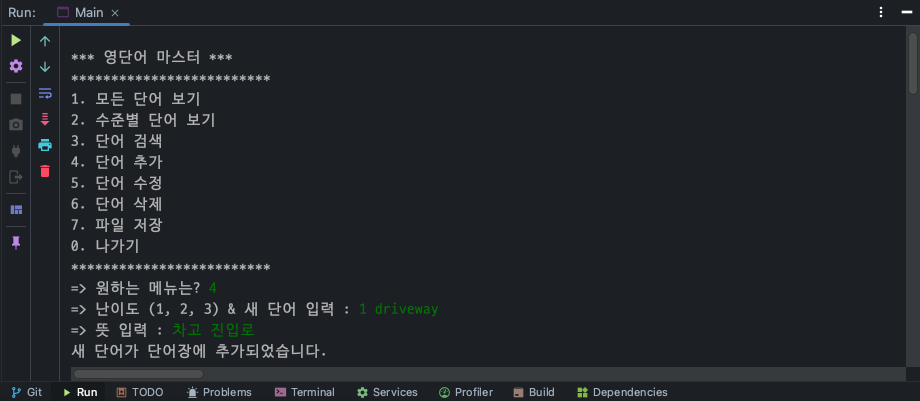 Run: Main
*** 영단어 마스터 ***
*************************
1. 모든 단어 보기
2. 수준별 단어 보기
3. 단어 검색
4. 단어 추가
5. 단어 수정
6. 단어 삭제
7. 파일 저장
0. 나가기
*************************
=> 원하는 메뉴는? 4
=> 난이도 (1, 2, 3) & 새 단어 입력 : 1 driveway
=> 뜻 입력 : 차고 진입로
새 단어가 단어장에 추가되었습니다.
Git Run TODO Problems Terminal Services Profiler Build Dependencies